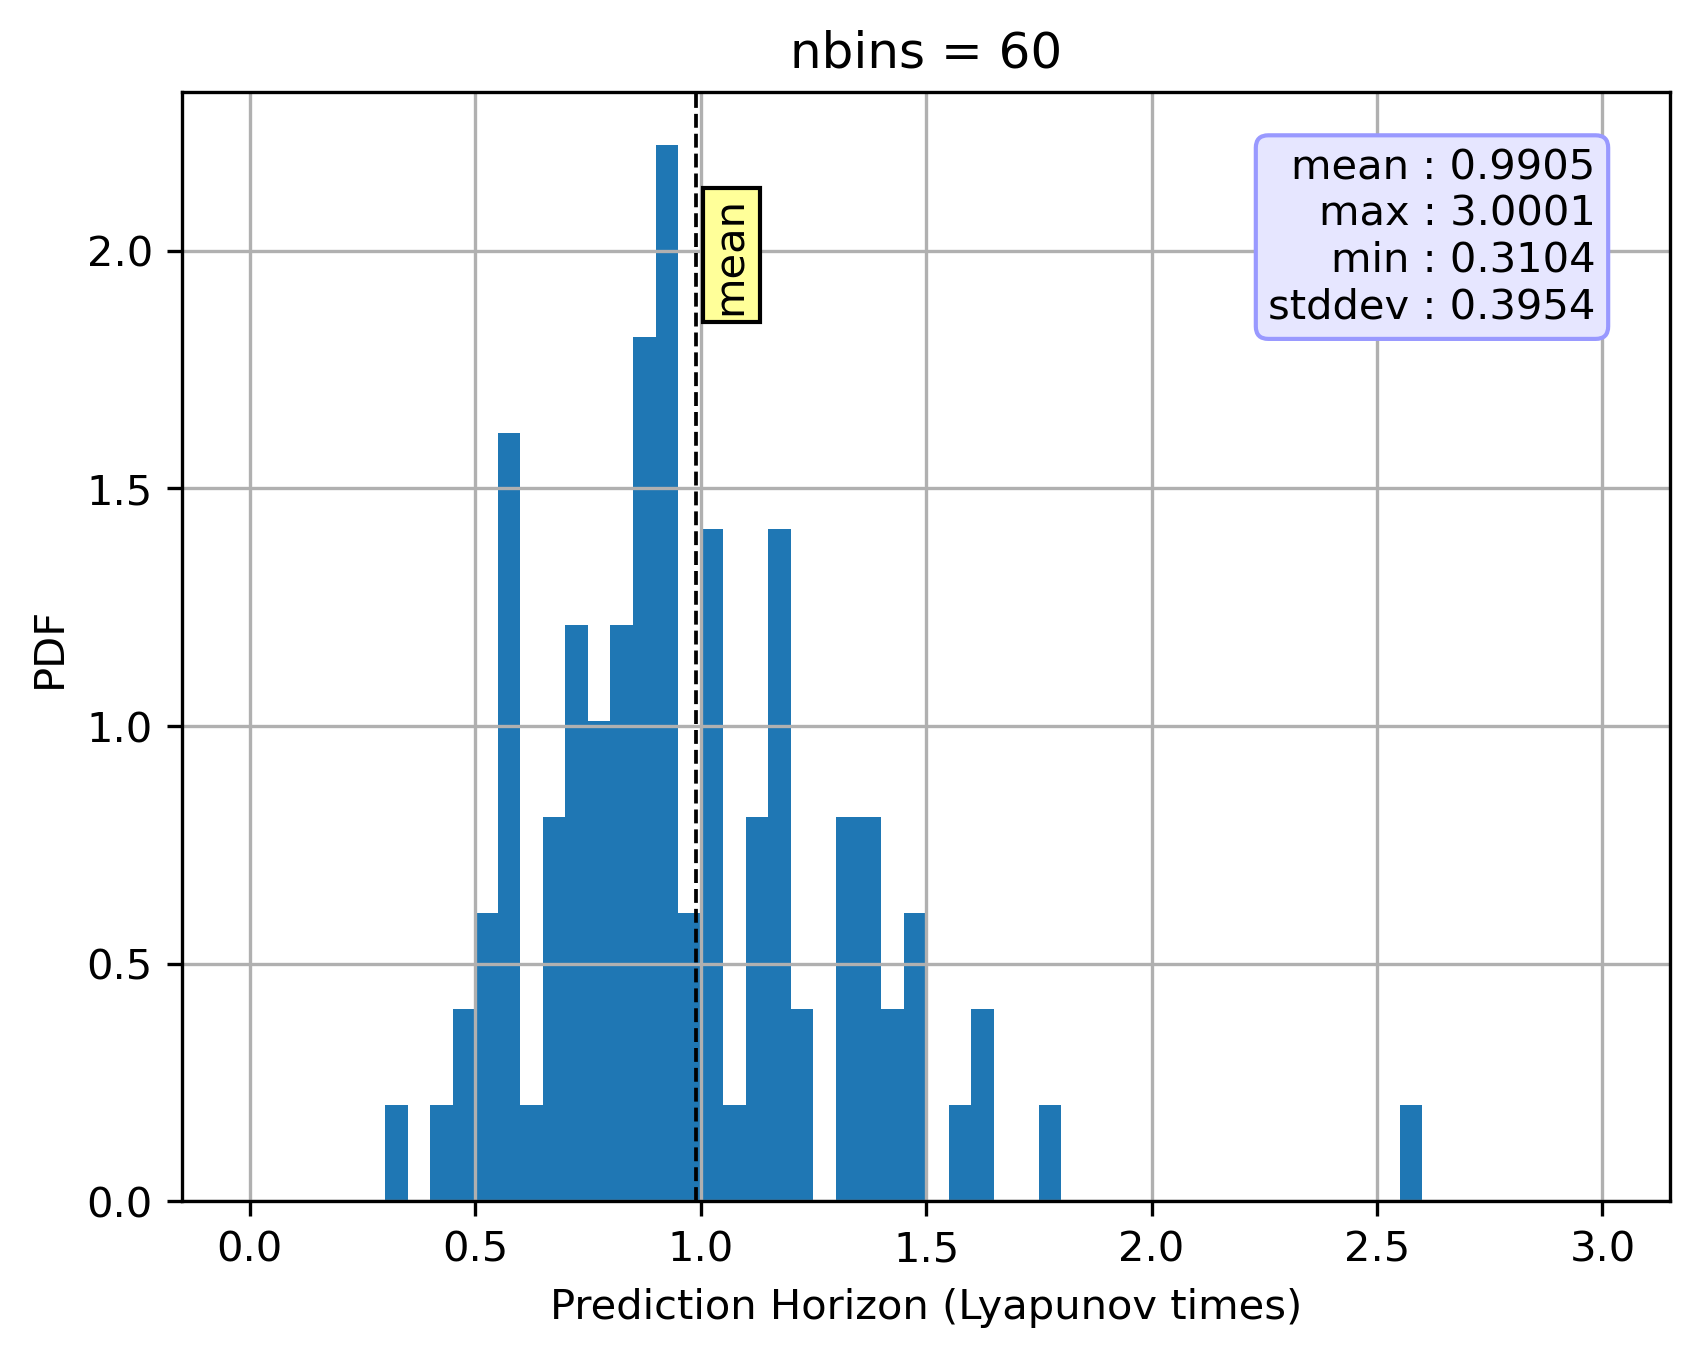 nbins = 60
mean : 0.9905
max : 3.0001
min : 0.3104
stddev : 0.3954
mean
PDF
2.0
1.5
1.0
0.5
0.0
0.0 0.5 1.0 1.5 2.0 2.5 3.0
Prediction Horizon (Lyapunov times)